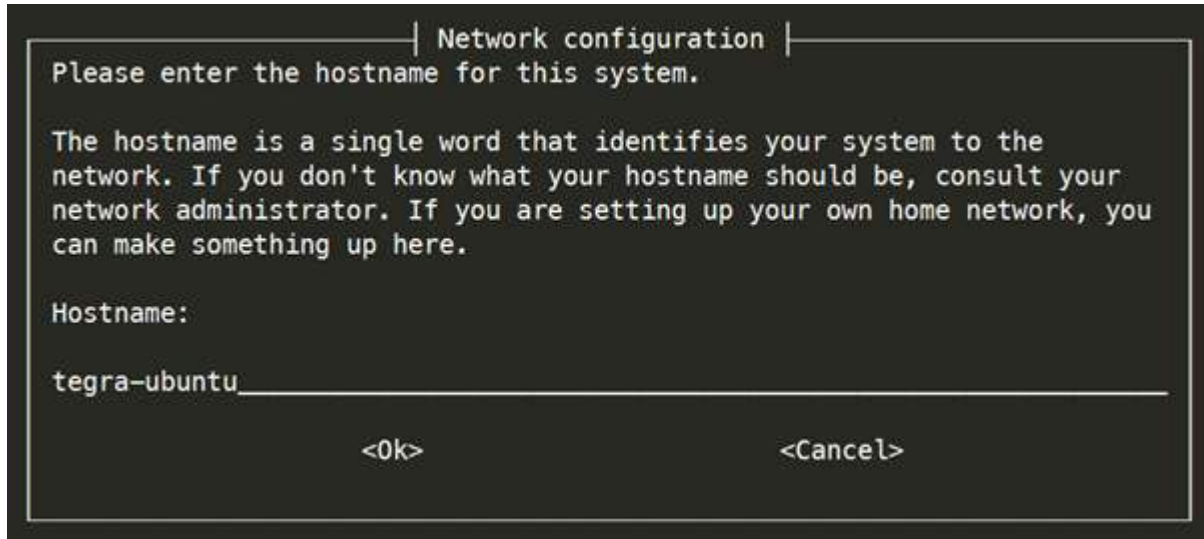 Network configuration
Please enter the hostname for this system.
The hostname is a single word that identifies your system to the
network. If you don't know what your hostname should be, consult your
network administrator. If you are setting up your own home network, you
can make something up here.
Hostname:
tegra-ubuntu
<Ok> <Cancel>